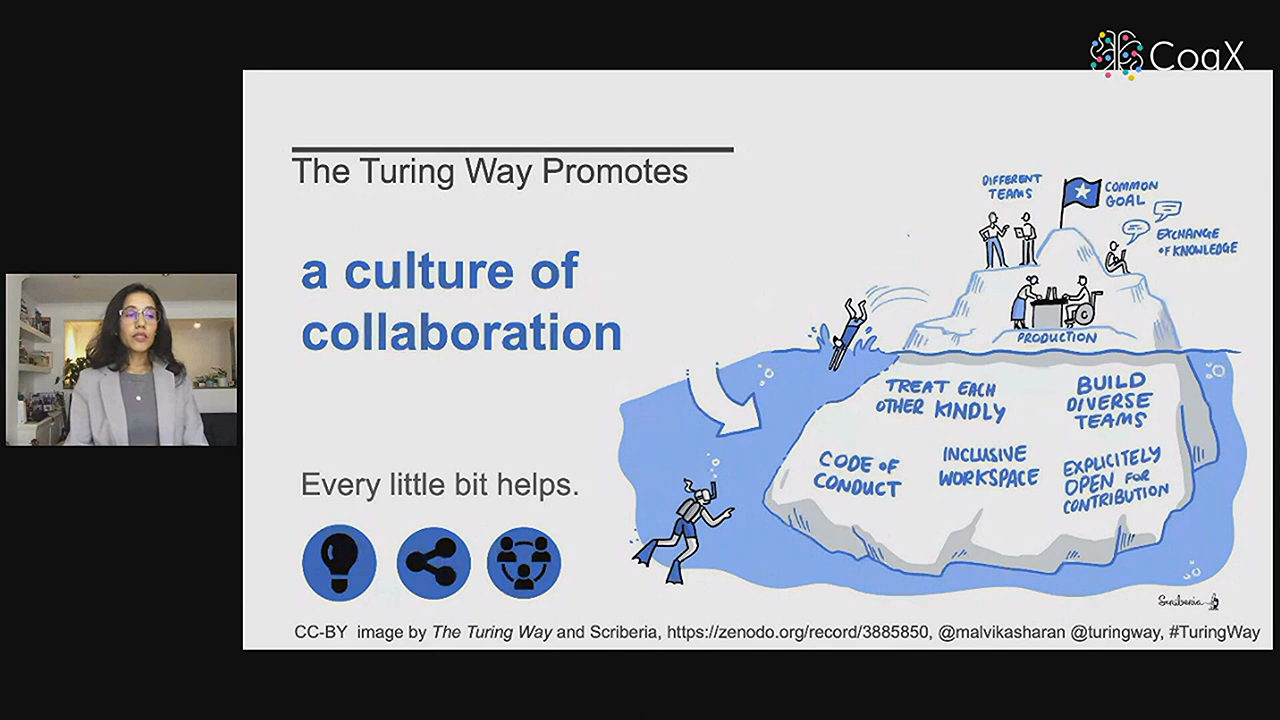 CoqX
The Turing Way Promotes
a culture of
collaboration
Every little bit helps.
DIFFERENT
TEAMS
COMMON
GOAL
EXCHANGE
OF KNOWLEDGE
PRODUCTION
TREAT EACH
OTHER KINDLY
BUILD
DIVERSE
TEAMS
CODE OF
CONDUCT
INCLUSIVE
WORKSPACE
EXPLICITELY
OPEN FOR
CONTRIBUTION
Scriberia
CC-BY image by The Turing Way and Scriberia, https://zenodo.org/record/3885850, @malvikasharan @turingway, #TuringWay